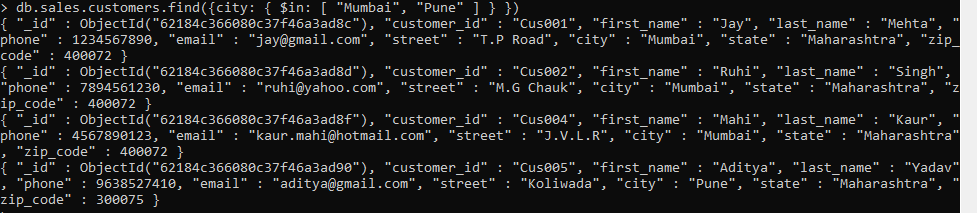 > db.sales.customers.find({city: { $in: [ "Mumbai", "Pune" ] } })
{ "_id" : ObjectId("62184c366080c37f46a3ad8c"), "customer_id" : "Cus001", "first_name" : "Jay", "last_name" : "Mehta", "
phone" : 1234567890, "email" : "jay@gmail.com", "street" : "T.P Road", "city" : "Mumbai", "state" : "Maharashtra", "zip_
code" : 400072 }
{ "_id" : ObjectId("62184c366080c37f46a3ad8d"), "customer_id" : "Cus002", "first_name" : "Ruhi", "last_name" : "Singh",
"phone" : 7894561230, "email" : "ruhi@yahoo.com", "street" : "M.G Chauk", "city" : "Mumbai", "state" : "Maharashtra", "z
ip_code" : 400072 }
{ "_id" : ObjectId("62184c366080c37f46a3ad8f"), "customer_id" : "Cus004", "first_name" : "Mahi", "last_name" : "Kaur", "
phone" : 4567890123, "email" : "kaur.mahi@hotmail.com", "street" : "J.V.L.R", "city" : "Mumbai", "state" : "Maharashtra"
, "zip_code" : 400072 }
{ "_id" : ObjectId("62184c366080c37f46a3ad90"), "customer_id" : "Cus005", "first_name" : "Aditya", "last_name" : "Yadav"
, "phone" : 9638527410, "email" : "aditya@gmail.com", "street" : "Koliwada", "city" : "Pune", "state" : "Maharashtra", "
zip_code" : 300075 }